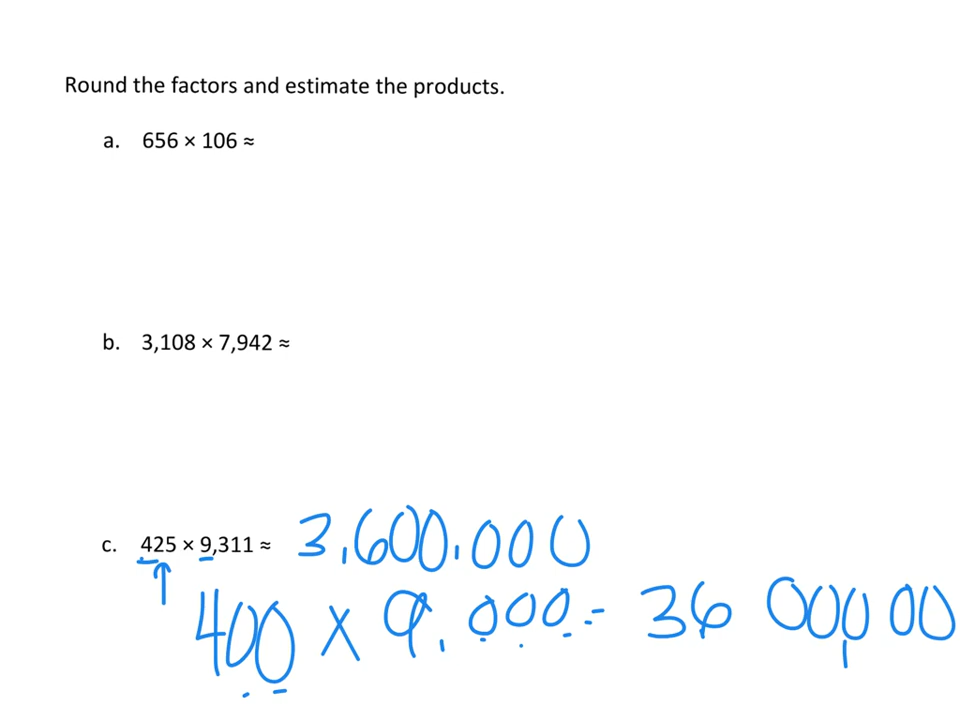 Round the factors and estimate the products.
a. 656 × 106 ≈
b. 3,108 × 7,942 ≈
c. 425 × 9,311 ≈ 3,600,000
400 × 9,000 = 36 000,00